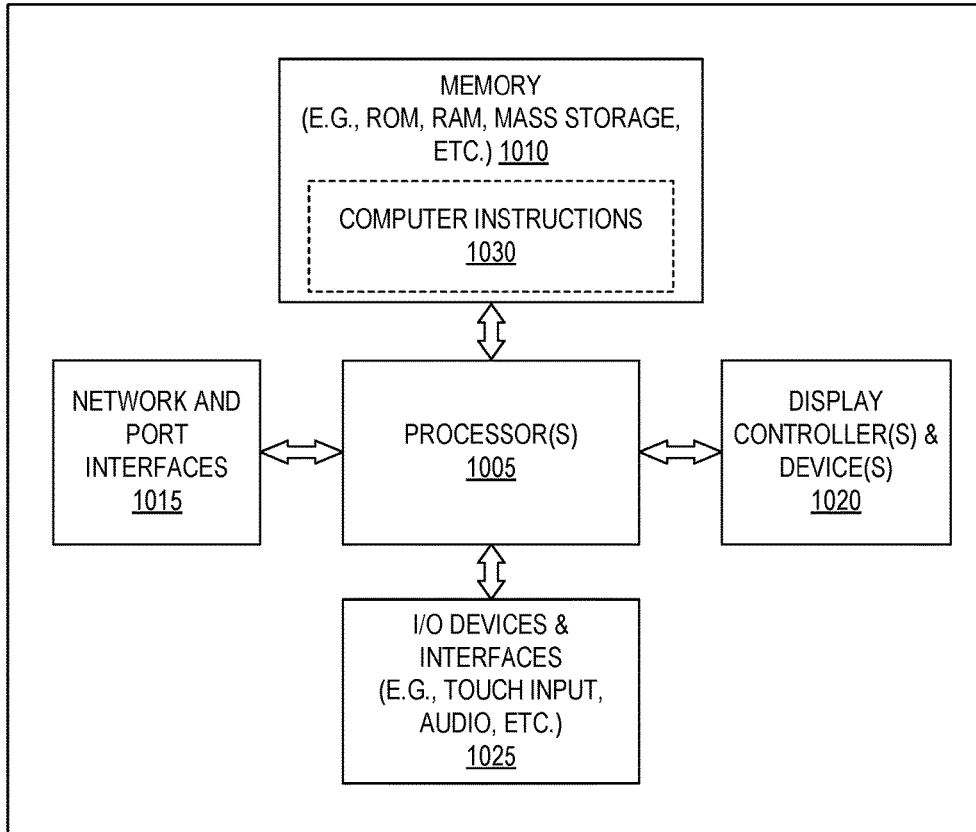 MEMORY
(E.G., ROM, RAM, MASS STORAGE,
ETC.) 1010
COMPUTER INSTRUCTIONS
1030
NETWORK AND
PORT
INTERFACES
1015
PROCESSOR(S)
1005
DISPLAY
CONTROLLER(S) &
DEVICE(S)
1020
I/O DEVICES &
INTERFACES
(E.G., TOUCH INPUT,
AUDIO, ETC.)
1025